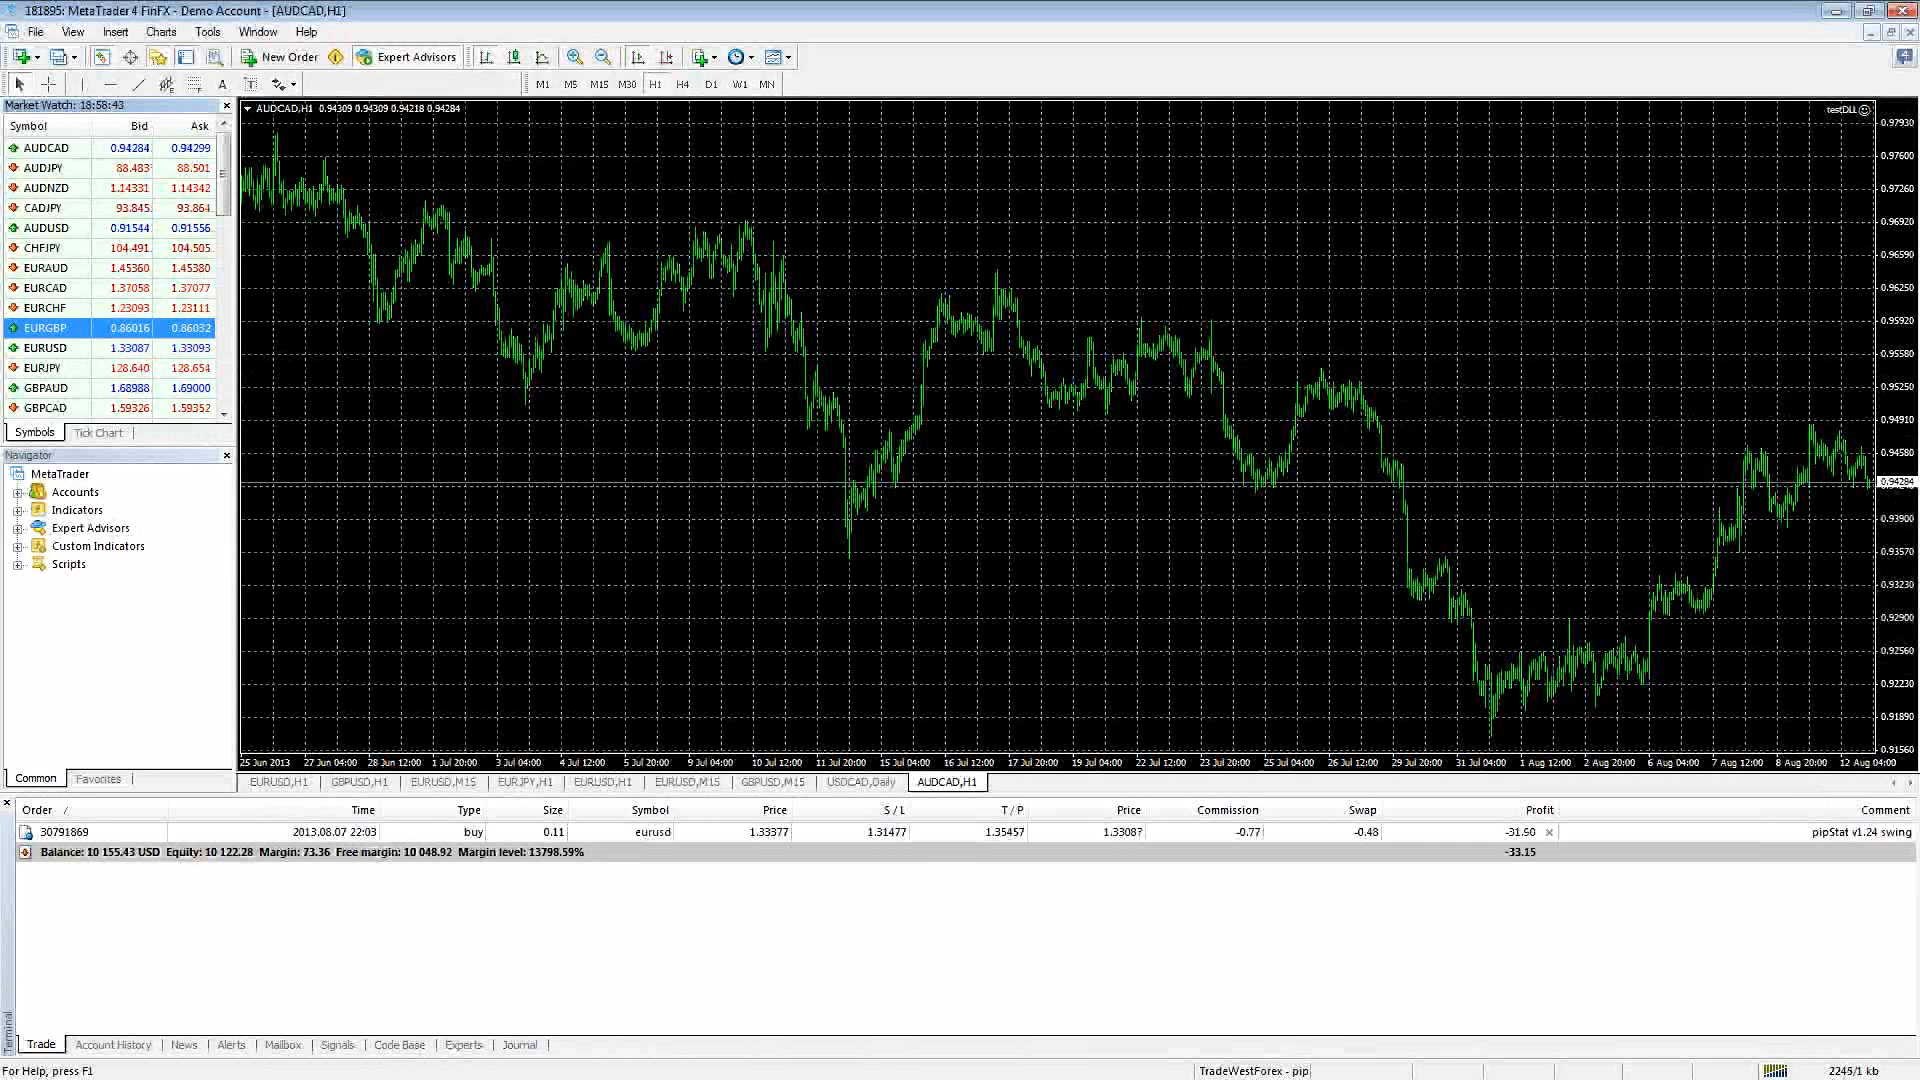 181895: MetaTrader 4 FinFX - Demo Account - [AUDCAD,H1]
File View Insert Charts Tools Window Help
New Order Expert Advisors
A T M1 M5 M15 M30 H1 H4 D1 W1 MN
Market Watch: 18:58:43
Symbol Bid Ask
AUDCAD 0.94284 0.94299
AUDJPY 88.483 88.501
AUDNZD 1.14331 1.14342
CADJPY 93.845 93.864
AUDUSD 0.91544 0.91556
CHFJPY 104.491 104.505
EURAUD 1.45360 1.45380
EURCAD 1.37058 1.37077
EURCHF 1.23093 1.23111
EURGBP 0.86016 0.86032
EURUSD 1.33087 1.33093
EURJPY 128.640 128.654
GBPAUD 1.68988 1.69000
GBPCAD 1.59326 1.59352
Symbols Tick Chart
Navigator
MetaTrader
Accounts
Indicators
Expert Advisors
Custom Indicators
Scripts
Common Favorites
AUDCAD,H1 0.94309 0.94309 0.94218 0.94284
testDLL
0.97930
0.97600
0.97260
0.96920
0.96590
0.96250
0.95920
0.95580
0.95250
0.94910
0.94580
0.94284
0.93900
0.93570
0.93230
0.92900
0.92560
0.92230
0.91890
0.91560
25 Jun 2013 27 Jun 04:00 28 Jun 12:00 1 Jul 20:00 3 Jul 04:00 4 Jul 12:00 5 Jul 20:00 9 Jul 04:00 10 Jul 12:00 11 Jul 20:00 15 Jul 04:00 16 Jul 12:00 17 Jul 20:00 19 Jul 04:00 22 Jul 12:00 23 Jul 20:00 25 Jul 04:00 26 Jul 12:00 29 Jul 20:00 31 Jul 04:00 1 Aug 12:00 2 Aug 20:00 6 Aug 04:00 7 Aug 12:00 8 Aug 20:00 12 Aug 04:00
EURUSD,H1 GBPUSD,H1 EURUSD,M15 EURJPY,H1 EURUSD,H1 EURUSD,M15 GBPUSD,M15 USDCAD,Daily AUDCAD,H1
Order / Time Type Size Symbol Price S / L T / P Price Commission Swap Profit Comment
30791869 2013.08.07 22:03 buy 0.11 eurusd 1.33377 1.31477 1.35457 1.33087 -0.77 -0.48 -31.90 pipStat v1.24 swing
Balance: 10 155.43 USD Equity: 10 122.28 Margin: 73.36 Free margin: 10 048.92 Margin level: 13798.59% -33.15
Terminal
Trade Account History News Alerts Mailbox Signals Code Base Experts Journal
For Help, press F1 TradeWestForex - pip 2245/1 kb